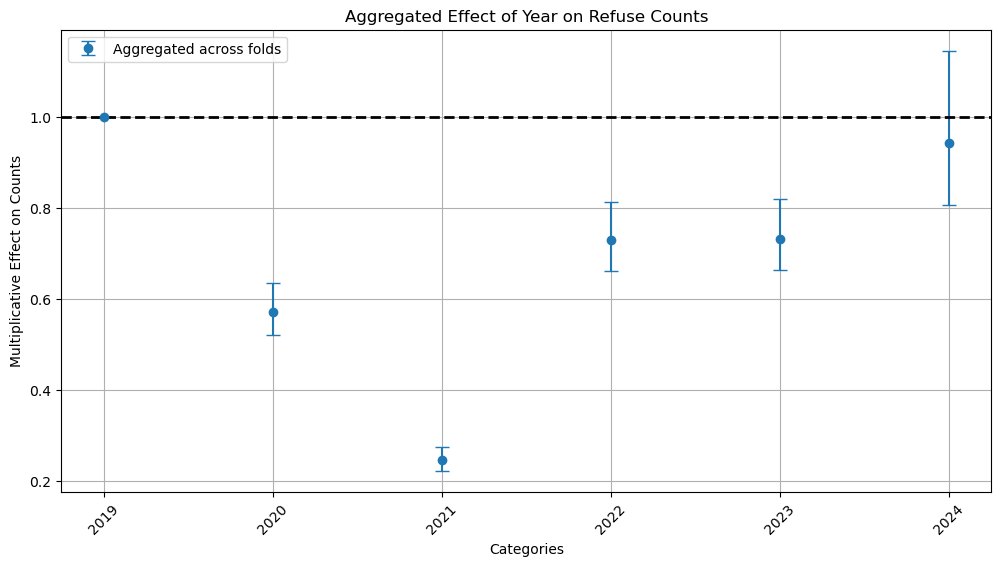 Aggregated Effect of Year on Refuse Counts
Aggregated across folds
Multiplicative Effect on Counts
1.0
0.8
0.6
0.4
0.2
2019
2020
2021
2022
2023
2024
Categories